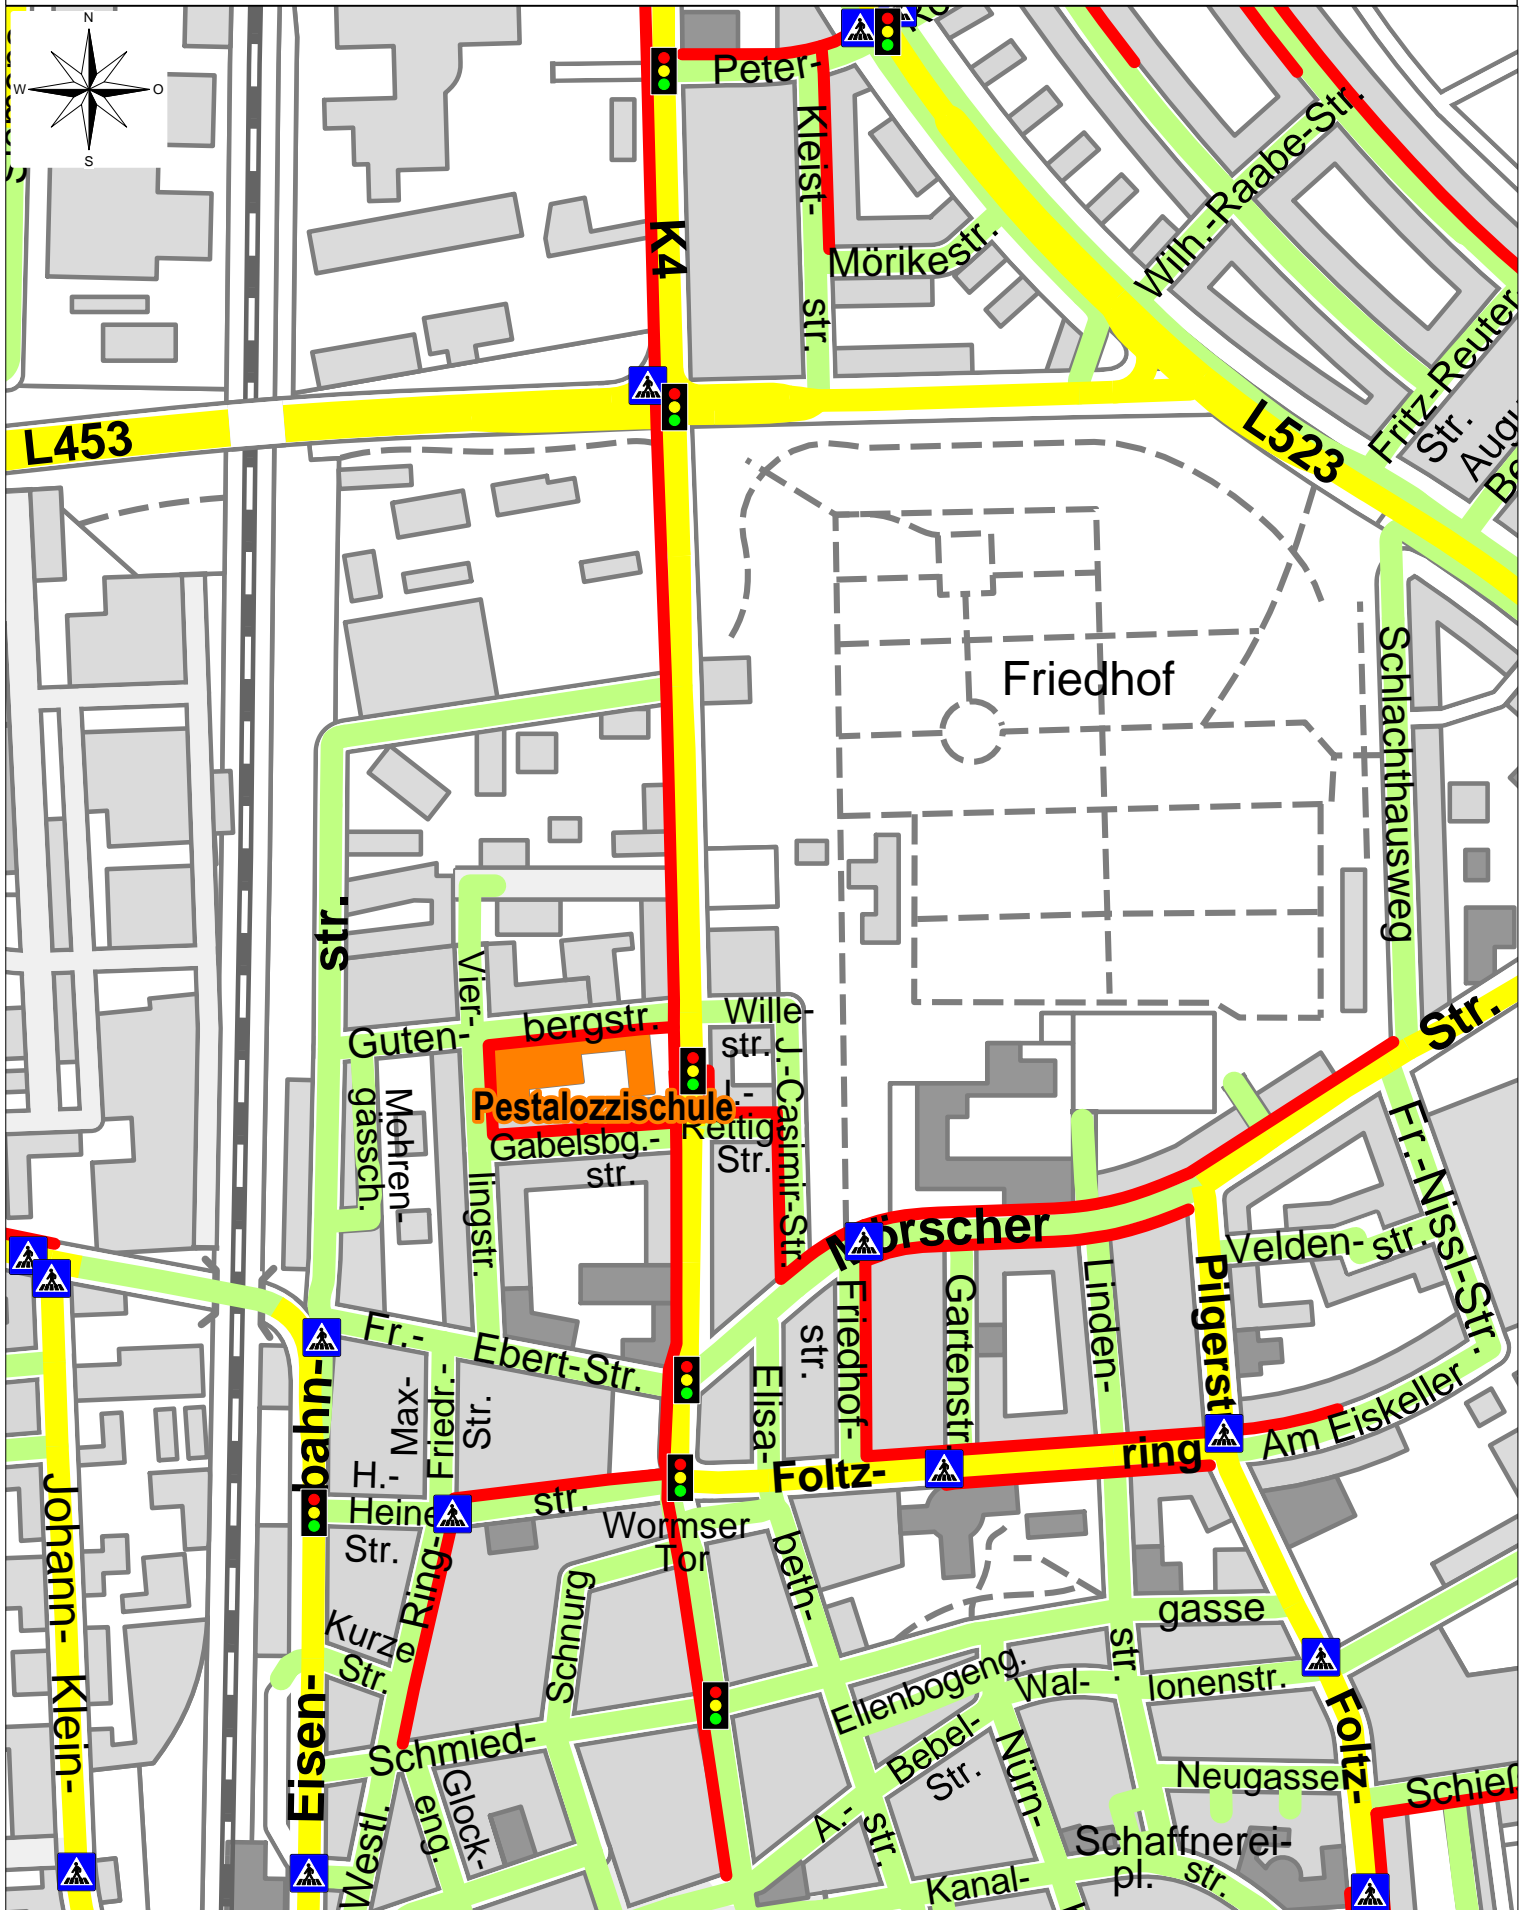 N
W
O
S
Peter-
Kleist-
str.
K4
Mörikestr.
Wilh.-Raabe-Str.
Fritz-Reuter-
Str.
L453
L523
Friedhof
Schlachthausweg
str.
Vier-
lingstr.
Guten-
bergstr.
Wille-
str.
J.-Casimir-Str.
Pestalozzischule
Rettig
Str.
Gabelsbg.-
str.
Mohren-
gässch.
Str.
Fr.-Nissl-Str.
Velden-
str.
Pilgerst
Linden-
str.
Gartenstr.
Friedhof-
str.
Elisa-
beth-
str.
Fr.-
Ebert-Str.
Max-
Friedr.-
Str.
H.-
Heine
Str.
str.
Ring-
Westl.
Foltz-
ring
Am Eiskeller
Wormser
Tor
Schnurg
Kurze
Str.
Eisen-
bahn-
Johann-
Klein-
Schmied-
gasse
Ellenbogeng.
Wal-
lonenstr.
Bebel-
Str.
A.-
Nürn-
Neugasse
Foltz-
Schieß
Glock-
eng.
Schaffnerei-
pl.
str.
Kanal-